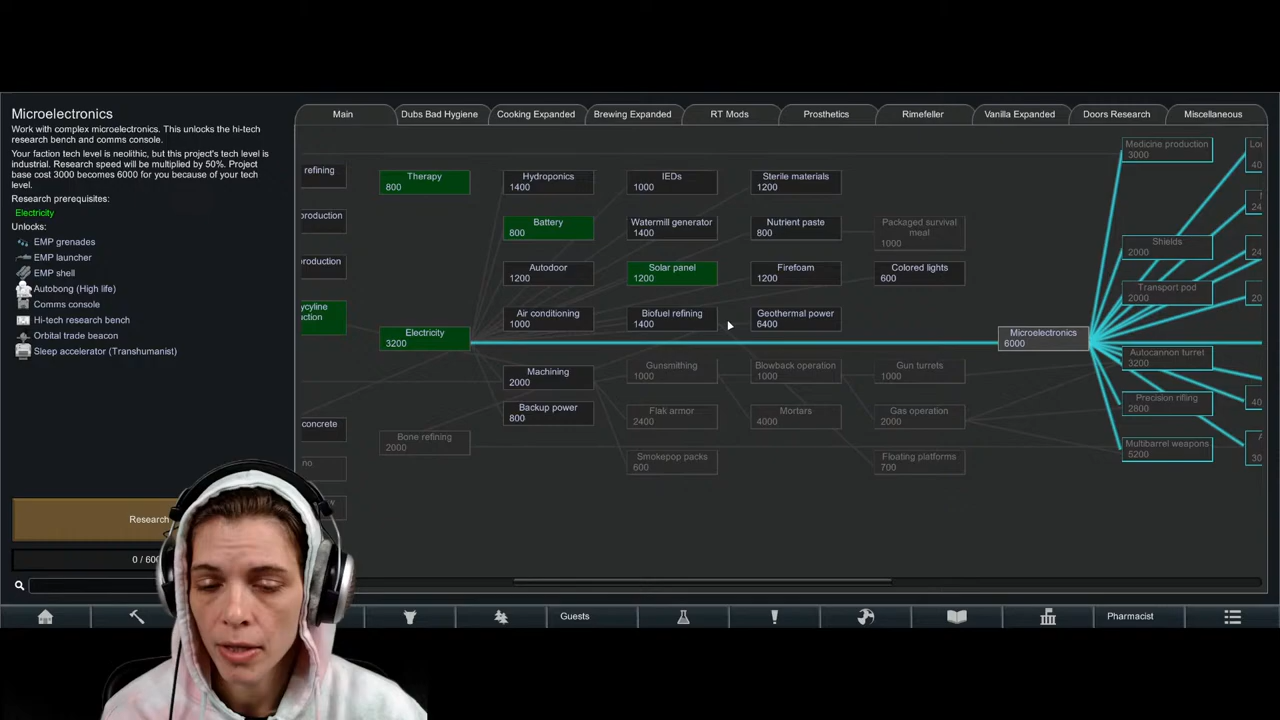 Main
Dubs Bad Hygiene
Cooking Expanded
Brewing Expanded
RT Mods
Prosthetics
Rimefeller
Vanilla Expanded
Doors Research
Miscellaneous
Microelectronics
Work with complex microelectronics. This unlocks the hi-tech
research bench and comms console.
Your faction tech level is neolithic, but this project's tech level is
industrial. Research speed will be multiplied by 50%. Project
base cost 3000 becomes 6000 for you because of your tech
level.
Research prerequisites:
Electricity
Unlocks:
EMP grenades
EMP launcher
EMP shell
Autobong (High life)
Comms console
Hi-tech research bench
Orbital trade beacon
Sleep accelerator (Transhumanist)
Research
0 / 600
refining
production
production
concrete
Therapy
800
Electricity
3200
Bone refining
2000
Hydroponics
1400
Battery
800
Autodoor
1200
Air conditioning
1000
Machining
2000
Backup power
800
IEDs
1000
Watermill generator
1400
Solar panel
1200
Biofuel refining
1400
Gunsmithing
1000
Flak armor
2400
Smokepop packs
600
Sterile materials
1200
Nutrient paste
800
Firefoam
1200
Geothermal power
6400
Blowback operation
1000
Mortars
4000
Packaged survival
meal
1000
Colored lights
600
Gun turrets
1000
Gas operation
2000
Floating platforms
700
Microelectronics
6000
Medicine production
3000
Shields
2000
Transport pod
2000
Autocannon turret
3200
Precision rifling
2800
Multibarrel weapons
5200
Guests
Pharmacist